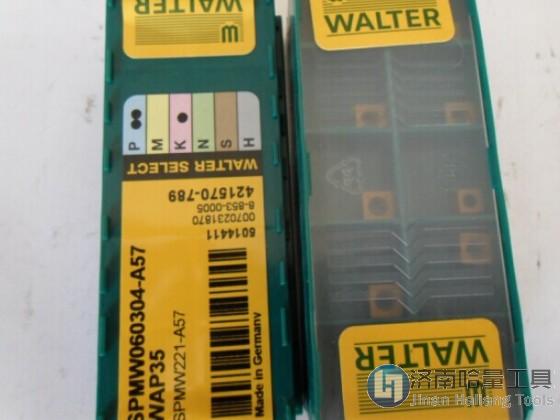 WALTER
P M K N S H
WALTER SELECT
421570-789
8-853-0005
0070231870
5014411
SPMW060304-A57
WAP35
SPMW221-A57
Made in Germany
WALTER
WALTER
济南哈量工具
Jinan Haliang Tools